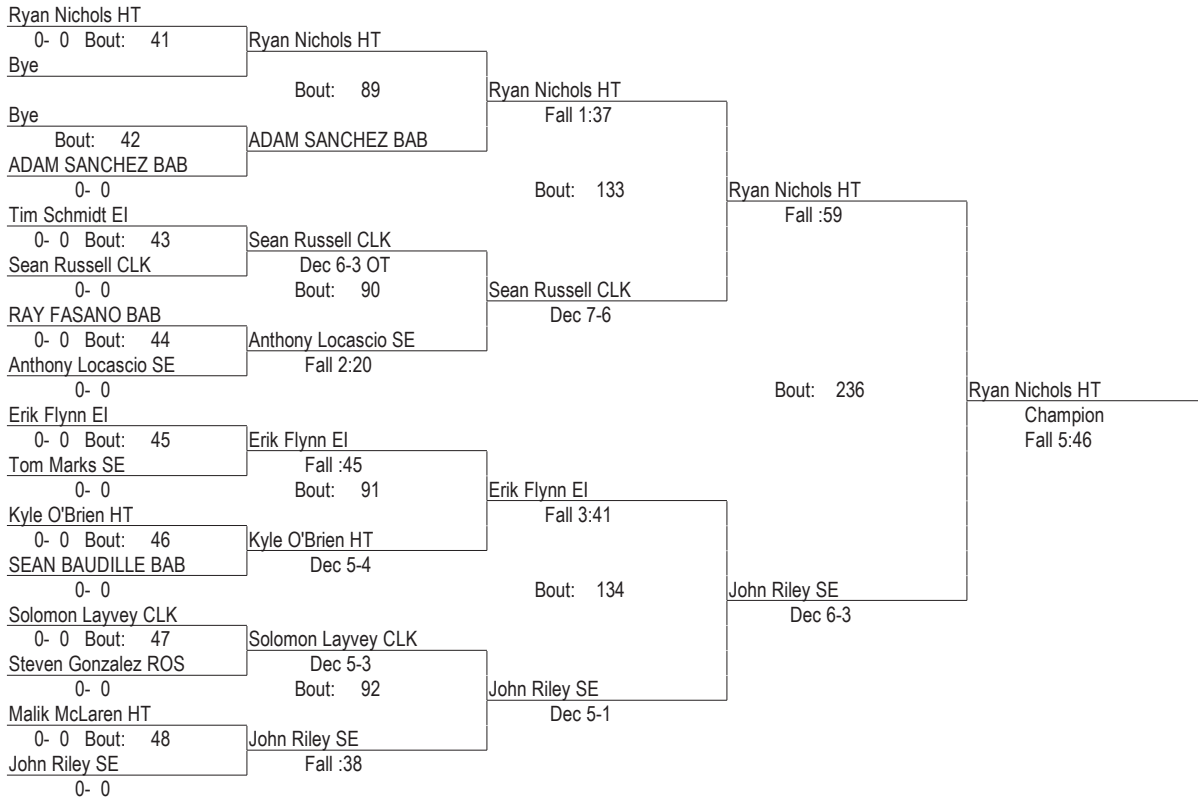 Ryan Nichols HT
0- 0 Bout: 41
Ryan Nichols HT
Bye
Bout: 89
Ryan Nichols HT
Bye
Fall 1:37
Bout: 42
ADAM SANCHEZ BAB
ADAM SANCHEZ BAB
0- 0
Bout: 133
Ryan Nichols HT
Tim Schmidt EI
Fall :59
0- 0 Bout: 43
Sean Russell CLK
Sean Russell CLK
Dec 6-3 OT
0- 0
Bout: 90
Sean Russell CLK
RAY FASANO BAB
Dec 7-6
0- 0 Bout: 44
Anthony Locascio SE
Anthony Locascio SE
Fall 2:20
0- 0
Bout: 236
Ryan Nichols HT
Erik Flynn EI
Champion
0- 0 Bout: 45
Erik Flynn EI
Fall 5:46
Tom Marks SE
Fall :45
0- 0
Bout: 91
Erik Flynn EI
Kyle O'Brien HT
Fall 3:41
0- 0 Bout: 46
Kyle O'Brien HT
SEAN BAUDILLE BAB
Dec 5-4
0- 0
Bout: 134
John Riley SE
Solomon Layvey CLK
Dec 6-3
0- 0 Bout: 47
Solomon Layvey CLK
Steven Gonzalez ROS
Dec 5-3
0- 0
Bout: 92
John Riley SE
Malik McLaren HT
Dec 5-1
0- 0 Bout: 48
John Riley SE
John Riley SE
Fall :38
0- 0